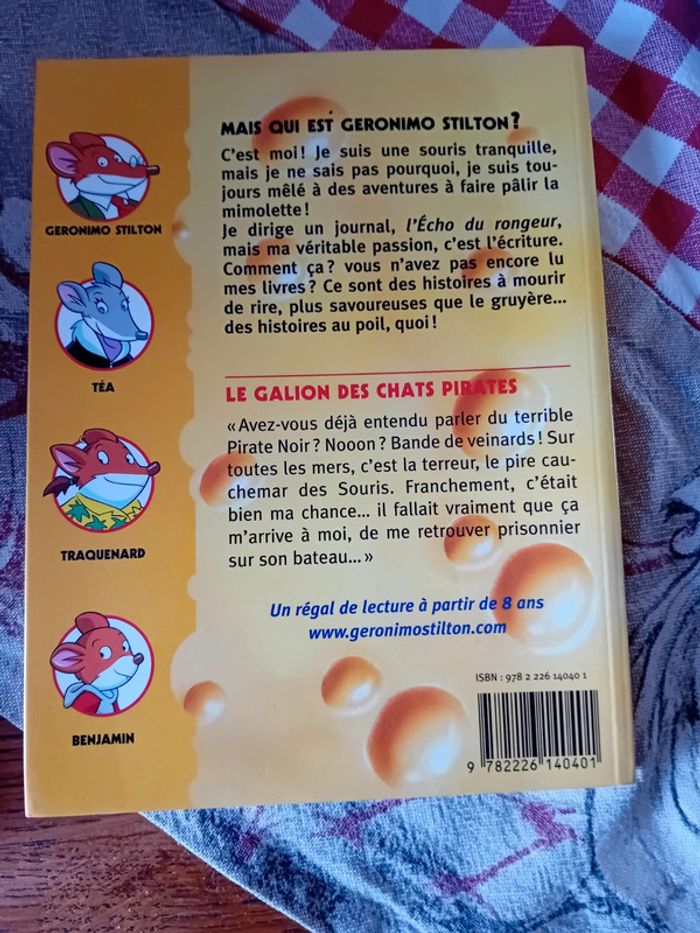 MAIS QUI EST GERONIMO STILTON ?
C'est moi ! Je suis une souris tranquille,
mais je ne sais pas pourquoi, je suis tou-
jours mêlé à des aventures à faire pâlir la
mimolette !
Je dirige un journal, l'Écho du rongeur,
mais ma véritable passion, c'est l'écriture.
Comment ça ? vous n'avez pas encore lu
mes livres ? Ce sont des histoires à mourir
de rire, plus savoureuses que le gruyère...
des histoires au poil, quoi !
LE GALION DES CHATS PIRATES
« Avez-vous déjà entendu parler du terrible
Pirate Noir ? Nooon ? Bande de veinards ! Sur
toutes les mers, c'est la terreur, le pire cau-
chemar des Souris. Franchement, c'était
bien ma chance... il fallait vraiment que ça
m'arrive à moi, de me retrouver prisonnier
sur son bateau... »
Un régal de lecture à partir de 8 ans
www.geronimostilton.com
ISBN : 978 2 226 14040 1
9 782226 140401
GERONIMO STILTON
TÉA
TRAQUENARD
BENJAMIN